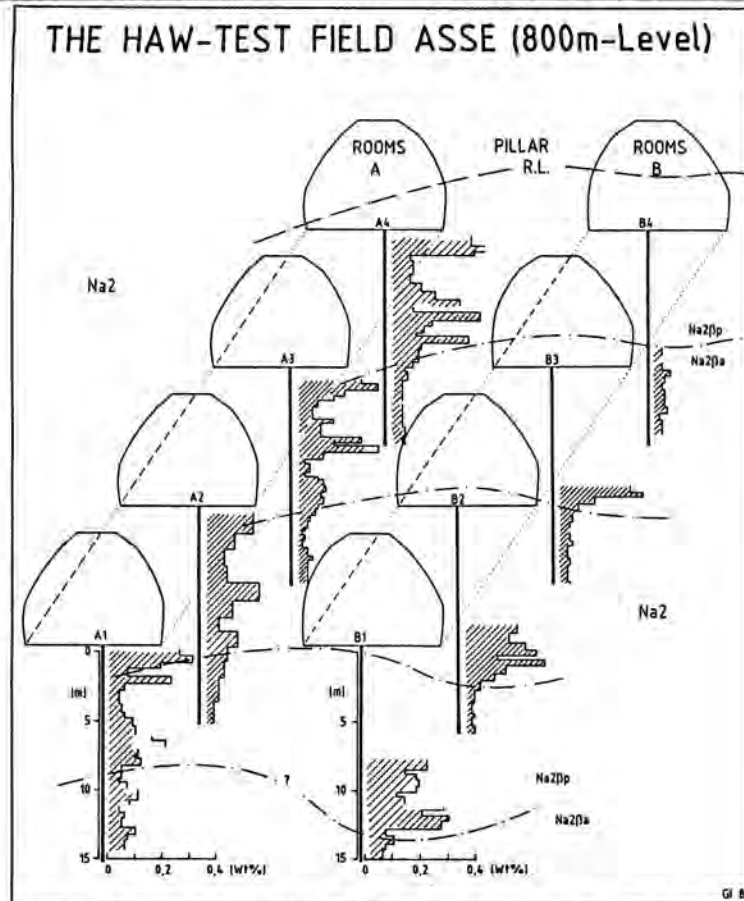 THE HAW-TEST FIELD ASSE (800m-Level)
ROOMS A
PILLAR R.L.
ROOMS B
A4
B4
Na2
Na2βp
Na2βa
A3
B3
A2
B2
Na2
A1
B1
0
(m)
5
10
15
(m)
5
10
15
?
Na2βp
Na2βa
0 0,2 0,4 (Wt%)
0 0,2 0,4 (Wt%)